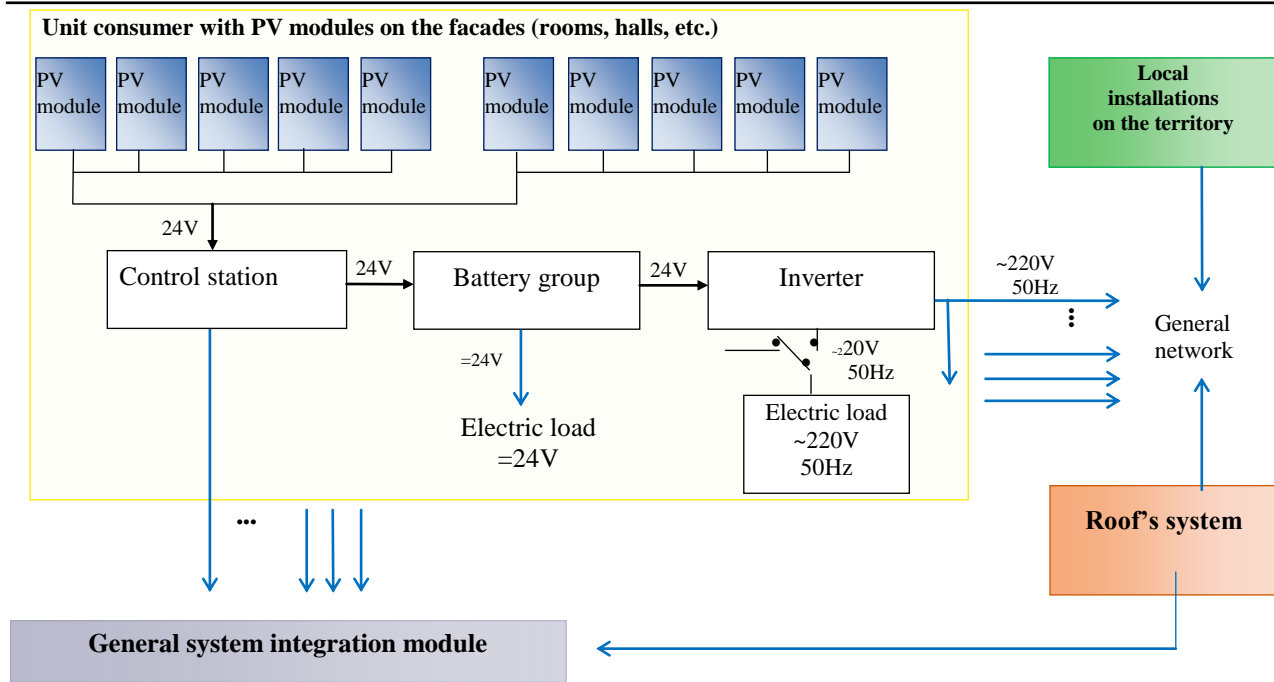 Unit consumer with PV modules on the facades (rooms, halls, etc.)
PV
module
PV
module
PV
module
PV
module
PV
module
PV
module
PV
module
PV
module
PV
module
PV
module
Local
installations
on the territory
24V
Control station
24V
Battery group
24V
Inverter
~220V
50Hz
General
network
=24V
Electric load
=24V
~220V
50Hz
Electric load
~220V
50Hz
...
...
Roof’s system
General system integration module